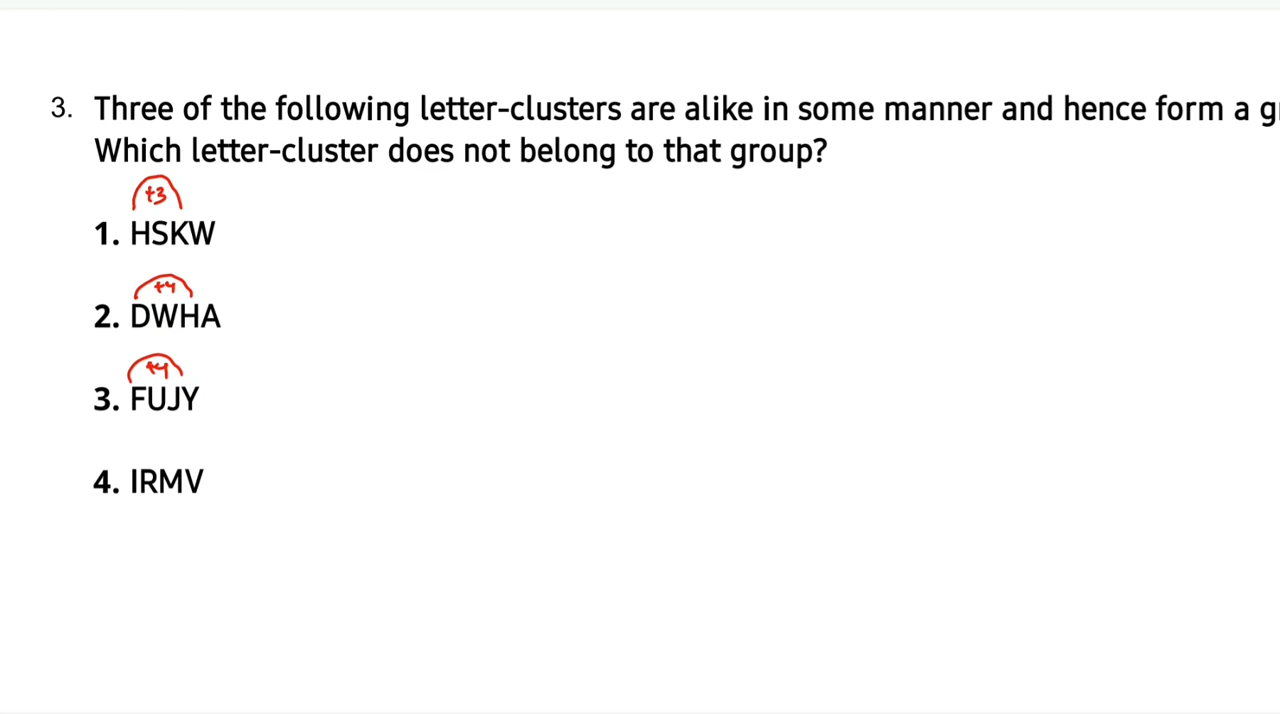 3. Three of the following letter-clusters are alike in some manner and hence form a
Which letter-cluster does not belong to that group?
+3
1. HSKW
+4
2. DWHA
+4
3. FUJY
4. IRMV